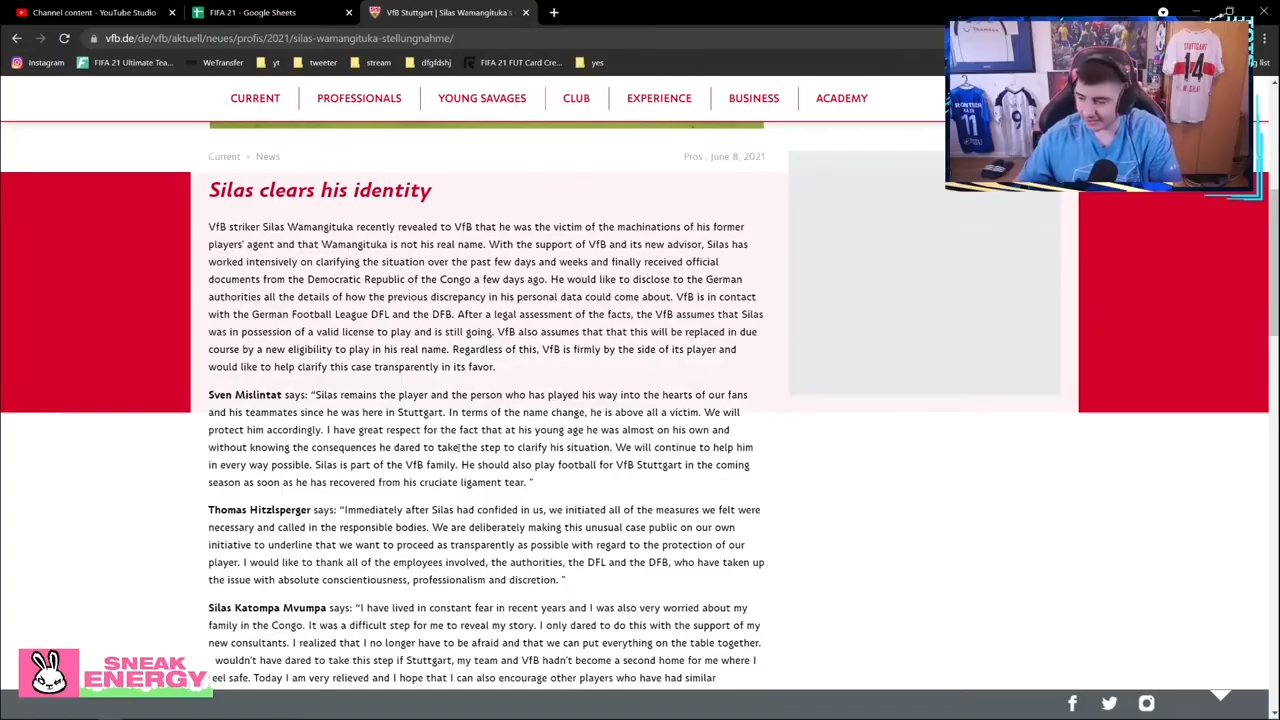 Channel content - YouTube Studio
FIFA 21 - Google Sheets
VfB Stuttgart | Silas Wamangituka's
vfb.de/de/vfb/aktuell/neues/profis/2021/silas-wamangituka-stellungnahme/
Instagram
FIFA 21 Ultimate Tea...
WeTransfer
yt
tweeter
stream
dfgfdshj
FIFA 21 FUT Card Cre...
yes
CURRENT
PROFESSIONALS
YOUNG SAVAGES
CLUB
EXPERIENCE
BUSINESS
ACADEMY
STUTTGART
14
11
9
Current > News
Pros , June 8, 2021
Silas clears his identity
VfB striker Silas Wamangituka recently revealed to VfB that he was the victim of the machinations of his former
players' agent and that Wamangituka is not his real name. With the support of VfB and its new advisor, Silas has
worked intensively on clarifying the situation over the past few days and weeks and finally received official
documents from the Democratic Republic of the Congo a few days ago. He would like to disclose to the German
authorities all the details of how the previous discrepancy in his personal data could come about. VfB is in contact
with the German Football League DFL and the DFB. After a legal assessment of the facts, the VfB assumes that Silas
was in possession of a valid license to play and is still going. VfB also assumes that that this will be replaced in due
course by a new eligibility to play in his real name. Regardless of this, VfB is firmly by the side of its player and
would like to help clarify this case transparently in its favor.
Sven Mislintat says: “Silas remains the player and the person who has played his way into the hearts of our fans
and his teammates since he was here in Stuttgart. In terms of the name change, he is above all a victim. We will
protect him accordingly. I have great respect for the fact that at his young age he was almost on his own and
without knowing the consequences he dared to take the step to clarify his situation. We will continue to help him
in every way possible. Silas is part of the VfB family. He should also play football for VfB Stuttgart in the coming
season as soon as he has recovered from his cruciate ligament tear. ”
Thomas Hitzlsperger says: “Immediately after Silas had confided in us, we initiated all of the measures we felt were
necessary and called in the responsible bodies. We are deliberately making this unusual case public on our own
initiative to underline that we want to proceed as transparently as possible with regard to the protection of our
player. I would like to thank all of the employees involved, the authorities, the DFL and the DFB, who have taken up
the issue with absolute conscientiousness, professionalism and discretion. ”
Silas Katompa Mvumpa says: “I have lived in constant fear in recent years and I was also very worried about my
family in the Congo. It was a difficult step for me to reveal my story. I only dared to do this with the support of my
new consultants. I realized that I no longer have to be afraid and that we can put everything on the table together.
wouldn't have dared to take this step if Stuttgart, my team and VfB hadn't become a second home for me where I
eel safe. Today I am very relieved and I hope that I can also encourage other players who have had similar
SNEAK
ENERGY